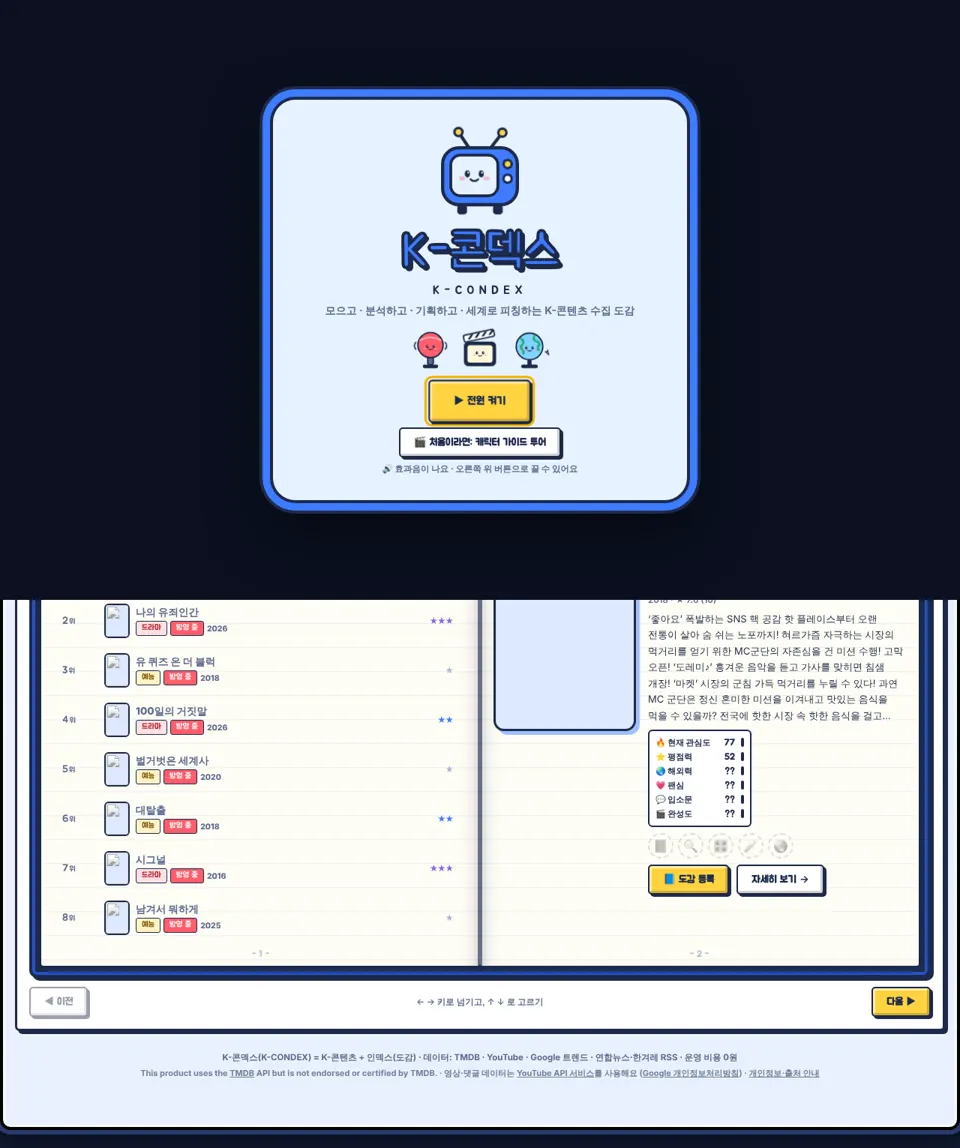 K-콘덱스
K-CONDEX
모으고 · 분석하고 · 기획하고 · 세계로 피칭하는 K-콘텐츠 수집 도감
▶ 전원 켜기
🎬 처음이라면: 캐릭터 가이드 투어
🔊 효과음이 나요 · 오른쪽 위 버튼으로 끌 수 있어요
2위
나의 유죄인간
드라마 방영 중 2026
★★★
3위
유 퀴즈 온 더 블럭
예능 방영 중 2018
★
4위
100일의 거짓말
드라마 방영 중 2026
★★
5위
벌거벗은 세계사
예능 방영 중 2020
★
6위
대탈출
예능 방영 중 2018
★★
7위
시그널
드라마 방영 중 2016
★★★
8위
남겨서 뭐하게
예능 방영 중 2025
★
- 1 -
‘좋아요’ 폭발하는 SNS 핵 공감 핫 플레이스부터 오랜
전통이 살아 숨 쉬는 노포까지! 혀르가즘 자극하는 시장의
먹거리를 얻기 위한 MC군단의 자존심을 건 미션 수행! 고막
오픈! ‘도레미♪’ 흥겨운 음악을 듣고 가사를 맞히면 침샘
개장! ‘마켓’ 시장의 군침 가득 먹거리를 누릴 수 있다! 과연
MC 군단은 정신 혼미한 미션을 이겨내고 맛있는 음식을
먹을 수 있을까? 전국에 핫한 시장 속 핫한 음식을 걸고…
🔥 현재 관심도 77
⭐ 평점력 52
🌏 해외력 ??
💗 팬심 ??
💬 입소문 ??
🎬 완성도 ??
📘 도감 등록
자세히 보기 →
- 2 -
◀ 이전
← → 키로 넘기고, ↑ ↓ 로 고르기
다음 ▶
K-콘덱스(K-CONDEX) = K-콘텐츠 + 인덱스(도감) · 데이터: TMDB · YouTube · Google 트렌드 · 연합뉴스·한겨레 RSS · 운영 비용 0원
This product uses the TMDB API but is not endorsed or certified by TMDB. · 영상·댓글 데이터는 YouTube API 서비스를 사용해요 (Google 개인정보처리방침) · 개인정보·출처 안내